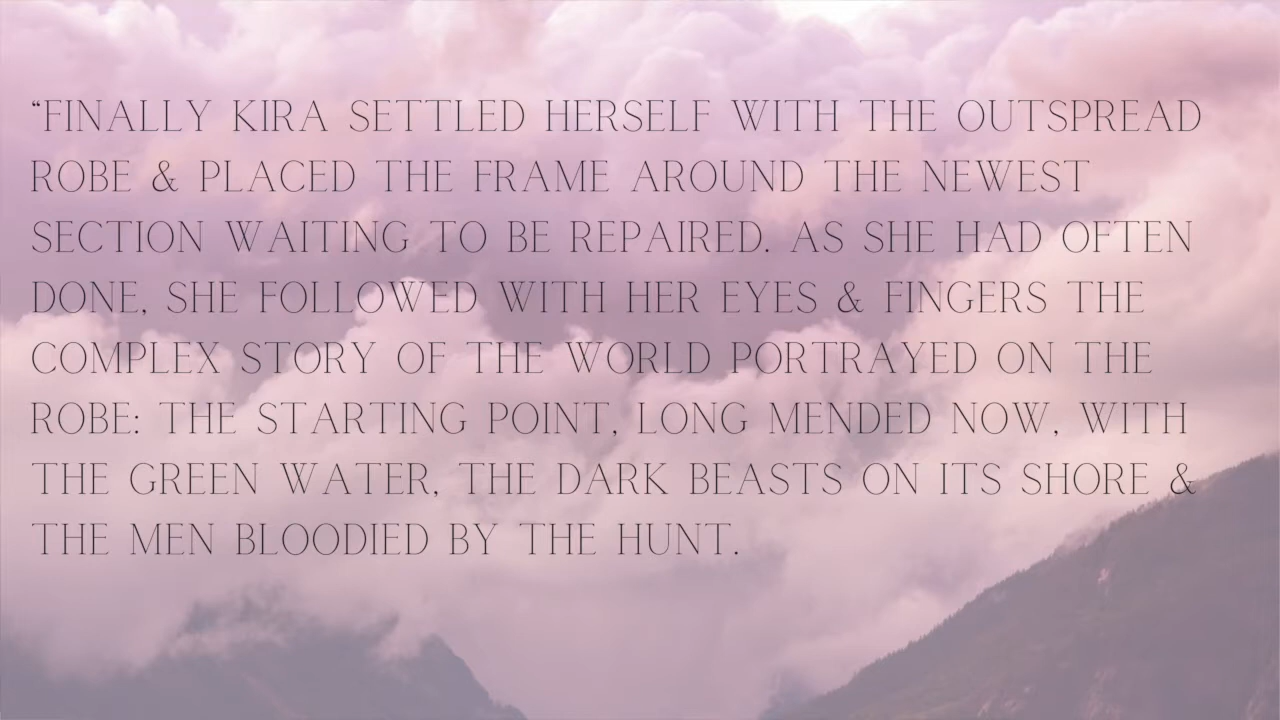 “FINALLY KIRA SETTLED HERSELF WITH THE OUTSPREAD
ROBE & PLACED THE FRAME AROUND THE NEWEST
SECTION WAITING TO BE REPAIRED. AS SHE HAD OFTEN
DONE, SHE FOLLOWED WITH HER EYES & FINGERS THE
COMPLEX STORY OF THE WORLD PORTRAYED ON THE
ROBE: THE STARTING POINT, LONG MENDED NOW, WITH
THE GREEN WATER, THE DARK BEASTS ON ITS SHORE &
THE MEN BLOODIED BY THE HUNT.